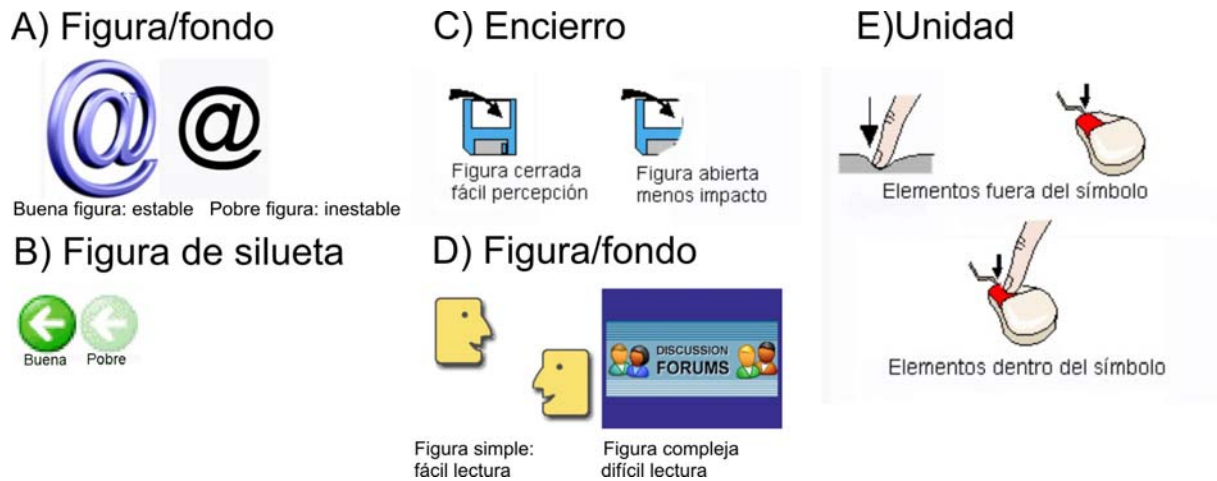 A) Figura/fondo
@ @
Buena figura: estable Pobre figura: inestable
B) Figura de silueta
Buena Pobre
C) Encierro
Figura cerrada
fácil percepción
Figura abierta
menos impacto
D) Figura/fondo
DISCUSSION
FORUMS
Figura simple:
fácil lectura
Figura compleja
difícil lectura
E)Unidad
Elementos fuera del símbolo
Elementos dentro del símbolo